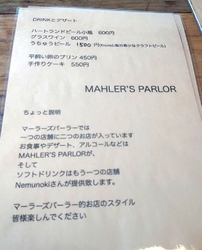 DRINKとデザート
ハートランドビール小瓶 600円
グラスワイン 600円
うちゅうビール 1500円
平飼い卵のプリン 450円
手作りケーキ 550円
MAHLER'S PARLOR
ちょっと説明
マーラーズパーラーでは
一つの店舗に二つのお店が入っています
お食事やデザート、アルコールなどは
MAHLER'S PARLORが、
そして
ソフトドリンクはもう一つの店舗
Nemunokiさんが提供致します。
マーラーズパーラー的お店のスタイル
皆様楽しんでください